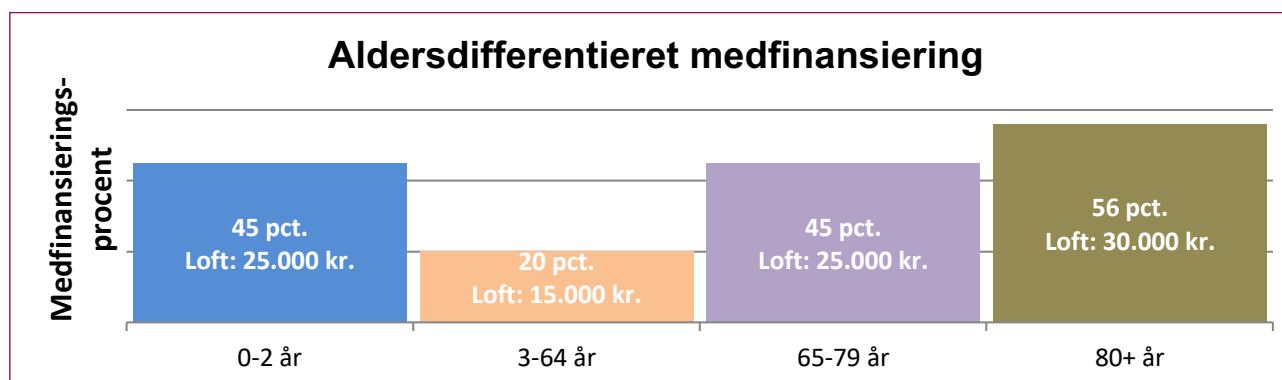 Aldersdifferentieret medfinansiering
Medfinansierings-
procent
45 pct.
Loft: 25.000 kr.
20 pct.
Loft: 15.000 kr.
45 pct.
Loft: 25.000 kr.
56 pct.
Loft: 30.000 kr.
0-2 år
3-64 år
65-79 år
80+ år